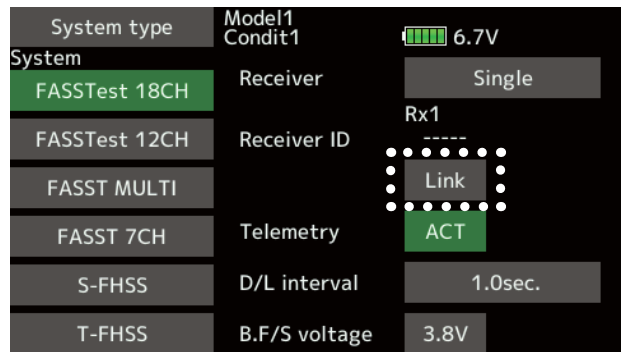 System type
Model1
Condit1
6.7V
System
FASSTest 18CH
Receiver
Single
Rx1
FASSTest 12CH
Receiver ID
-----
FASST MULTI
Link
FASST 7CH
Telemetry
ACT
S-FHSS
D/L interval
1.0sec.
T-FHSS
B.F/S voltage
3.8V